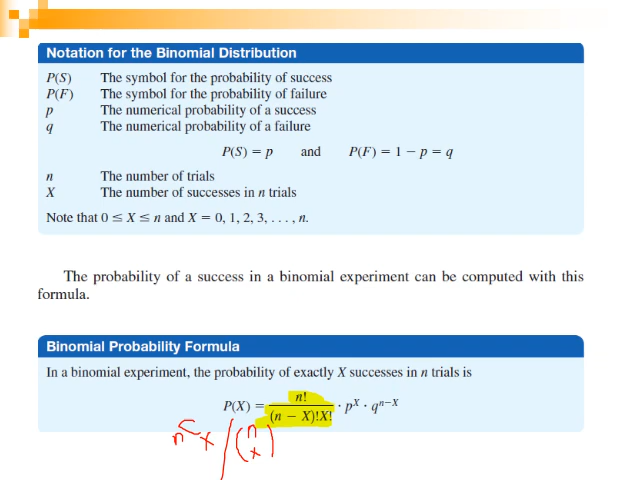 Notation for the Binomial Distribution
P(S) The symbol for the probability of success
P(F) The symbol for the probability of failure
p The numerical probability of a success
q The numerical probability of a failure
P(S) = p and P(F) = 1 − p = q
n The number of trials
X The number of successes in n trials
Note that 0 ≤ X ≤ n and X = 0, 1, 2, 3, . . . , n.
The probability of a success in a binomial experiment can be computed with this
formula.
Binomial Probability Formula
In a binomial experiment, the probability of exactly X successes in n trials is
P(X) = n! / (n − X)!X! · p^X · q^(n−X)
nCx / (n x)